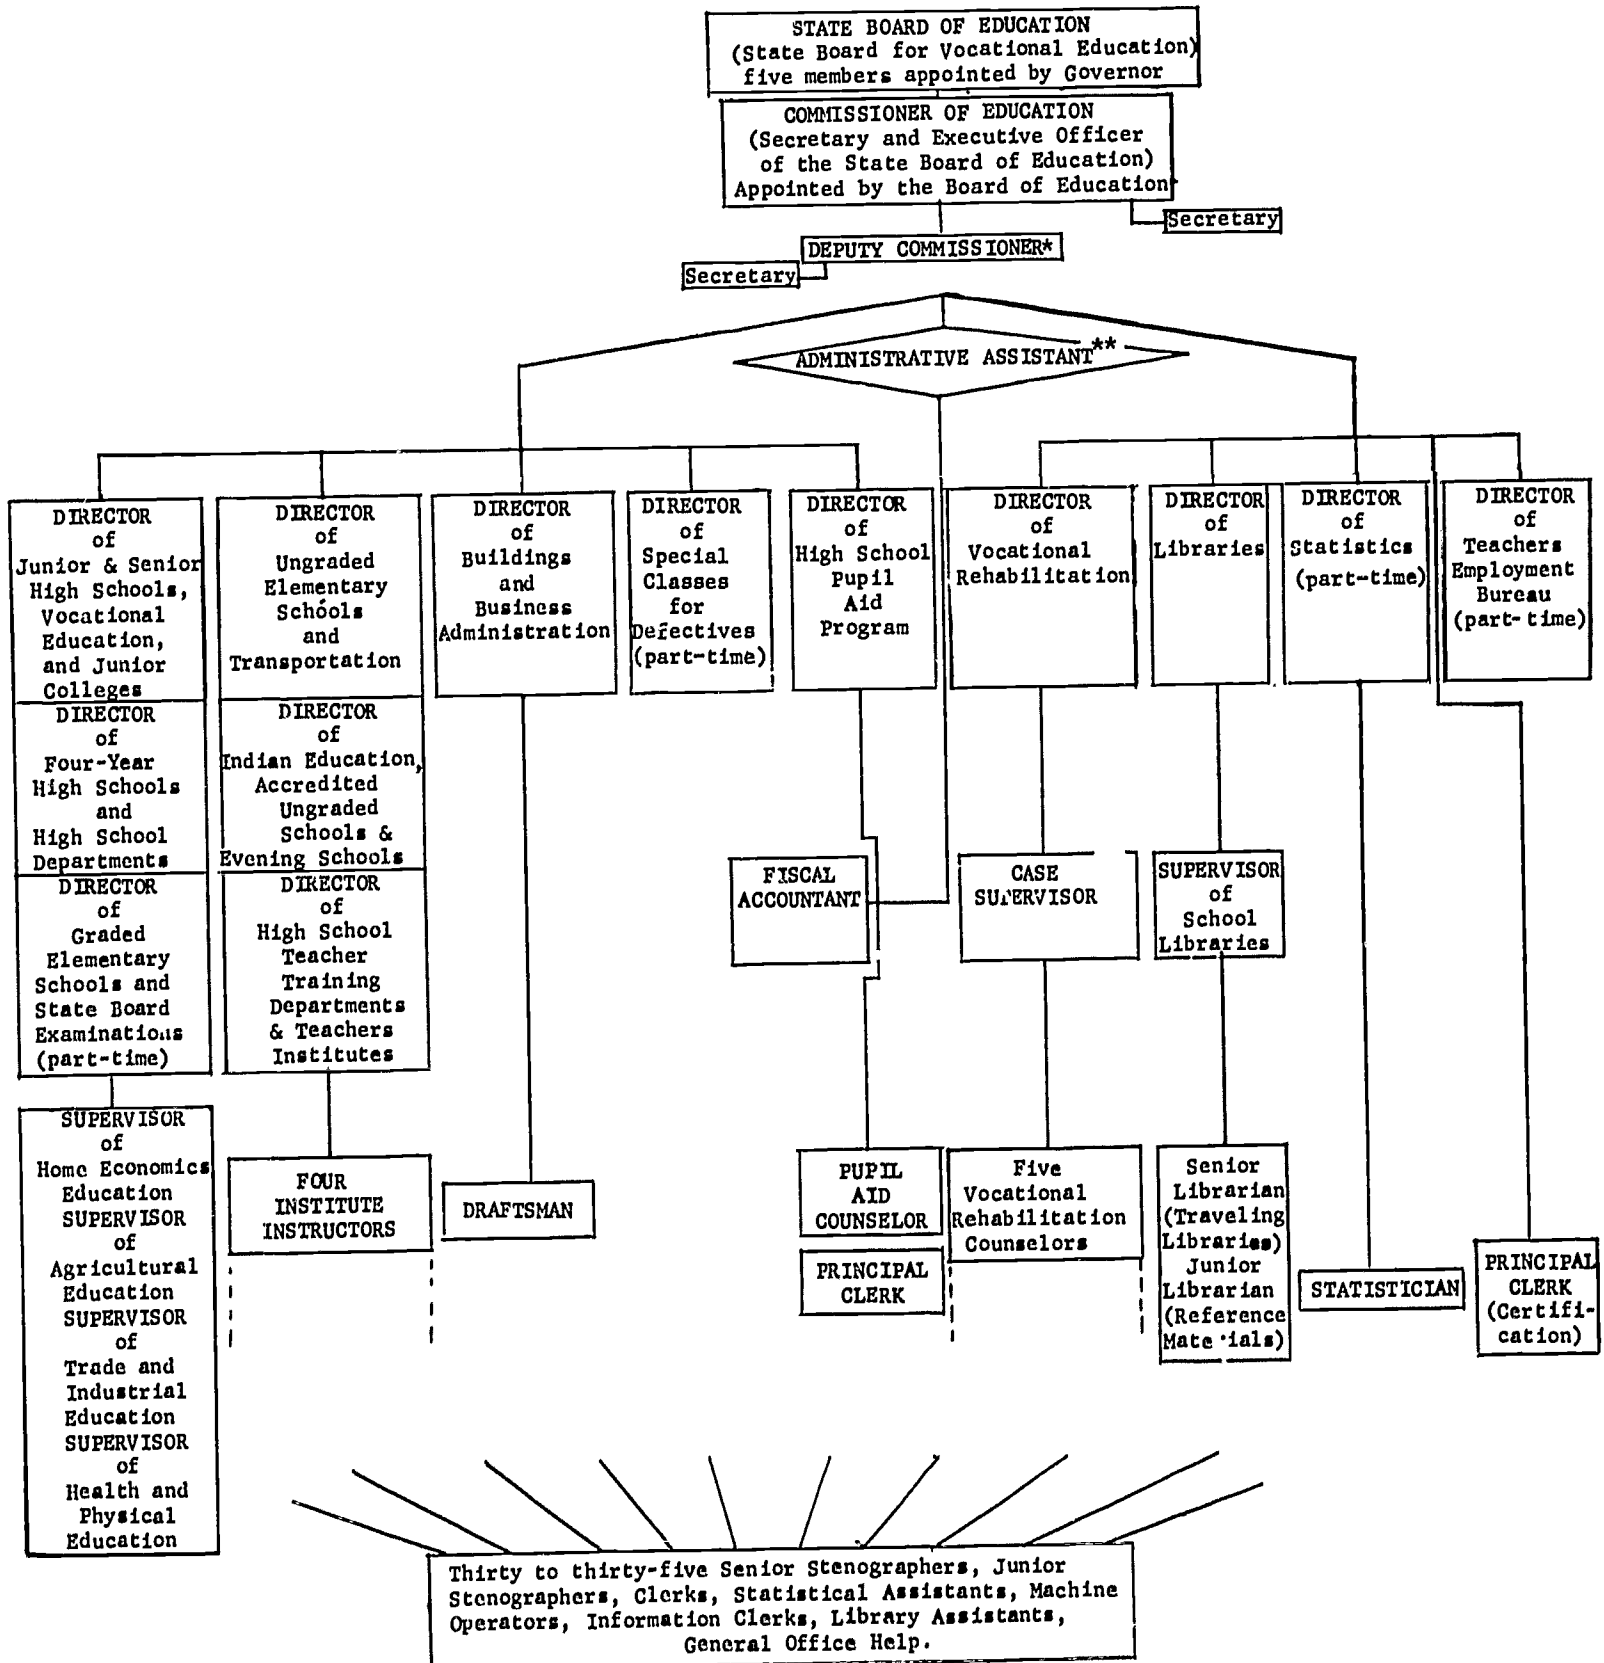 STATE BOARD OF EDUCATION
(State Board for Vocational Education)
five members appointed by Governor
COMMISSIONER OF EDUCATION
(Secretary and Executive Officer
of the State Board of Education)
Appointed by the Board of Education
Secretary
DEPUTY COMMISSIONER*
Secretary
ADMINISTRATIVE ASSISTANT**
DIRECTOR
of
Junior & Senior
High Schools,
Vocational
Education,
and Junior
Colleges
DIRECTOR
of
Four-Year
High Schools
and
High School
Departments
DIRECTOR
of
Graded
Elementary
Schools and
State Board
Examinations
(part-time)
SUPERVISOR
of
Home Economics
Education
SUPERVISOR
of
Agricultural
Education
SUPERVISOR
of
Trade and
Industrial
Education
SUPERVISOR
of
Health and
Physical
Education
DIRECTOR
of
Ungraded
Elementary
Schools
and
Transportation
DIRECTOR
of
Indian Education,
Accredited
Ungraded
Schools &
Evening Schools
DIRECTOR
of
High School
Teacher
Training
Departments
& Teachers
Institutes
FOUR
INSTITUTE
INSTRUCTORS
DIRECTOR
of
Buildings
and
Business
Administration
DRAFTSMAN
DIRECTOR
of
Special
Classes
for
Defectives
(part-time)
DIRECTOR
of
High School
Pupil
Aid
Program
FISCAL
ACCOUNTANT
PUPIL
AID
COUNSELOR
PRINCIPAL
CLERK
DIRECTOR
of
Vocational
Rehabilitation
CASE
SUPERVISOR
Five
Vocational
Rehabilitation
Counselors
DIRECTOR
of
Libraries
SUPERVISOR
of
School
Libraries
Senior
Librarian
(Traveling
Libraries)
Junior
Librarian
(Reference
Materials)
DIRECTOR
of
Statistics
(part-time)
STATISTICIAN
DIRECTOR
of
Teachers
Employment
Bureau
(part-time)
PRINCIPAL
CLERK
(Certifi-
cation)
Thirty to thirty-five Senior Stenographers, Junior
Stenographers, Clerks, Statistical Assistants, Machine
Operators, Information Clerks, Library Assistants,
General Office Help.